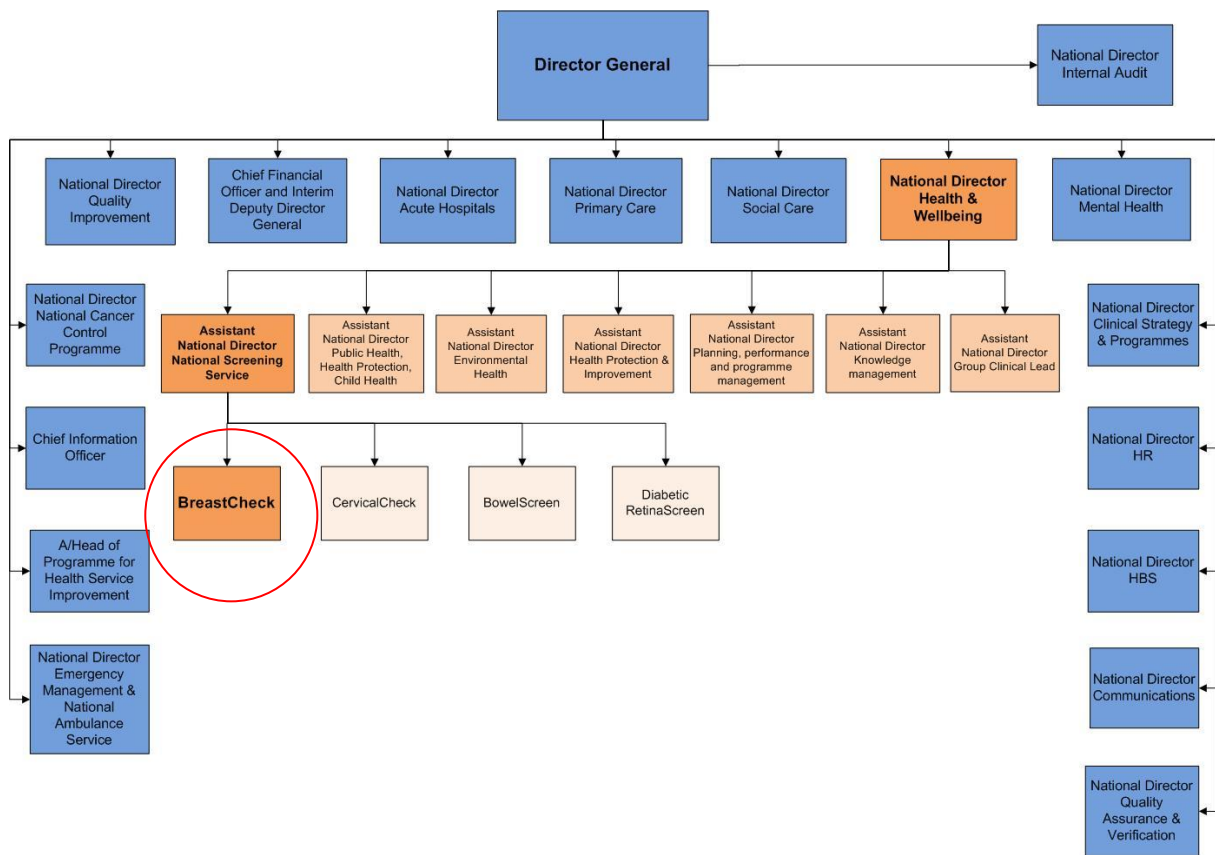 Director General
National Director
Internal Audit
National Director
Quality
Improvement
Chief Financial
Officer and Interim
Deputy Director
General
National Director
Acute Hospitals
National Director
Primary Care
National Director
Social Care
National Director
Health &
Wellbeing
National Director
Mental Health
National Director
National Cancer
Control
Programme
Assistant
National Director
National Screening
Service
Assistant
National Director
Public Health,
Health Protection,
Child Health
Assistant
National Director
Environmental
Health
Assistant
National Director
Health Protection &
Improvement
Assistant
National Director
Planning, performance
and programme
management
Assistant
National Director
Knowledge
management
Assistant
National Director
Group Clinical Lead
National Director
Clinical Strategy
& Programmes
Chief Information
Officer
BreastCheck
CervicalCheck
BowelScreen
Diabetic
RetinaScreen
National Director
HR
A/Head of
Programme for
Health Service
Improvement
National Director
HBS
National Director
Emergency
Management &
National
Ambulance
Service
National Director
Communications
National Director
Quality
Assurance &
Verification